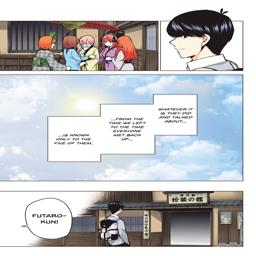 WHATEVER
IT IS THEY DID
AND TALKED
ABOUT...
...FROM THE
TIME WE LEFT
TO THE TIME
EVERYONE
MET BACK
UP...
...IS KNOWN
ONLY TO THE
FIVE OF THEM.
FUTARO-
KUN!